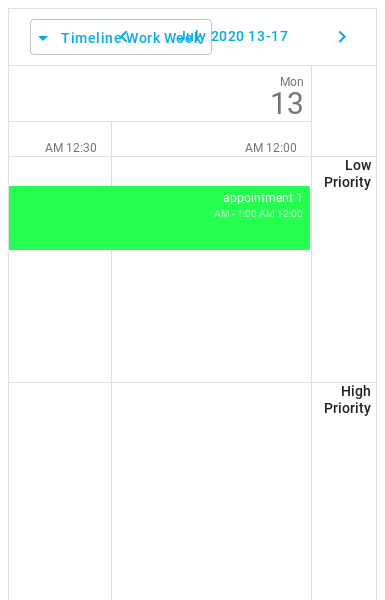 Timeline Work Week
July 2020 13-17
Mon
13
AM 12:30
AM 12:00
Low
Priority
appointment 1
AM - 1:00 AM 12:00
High
Priority